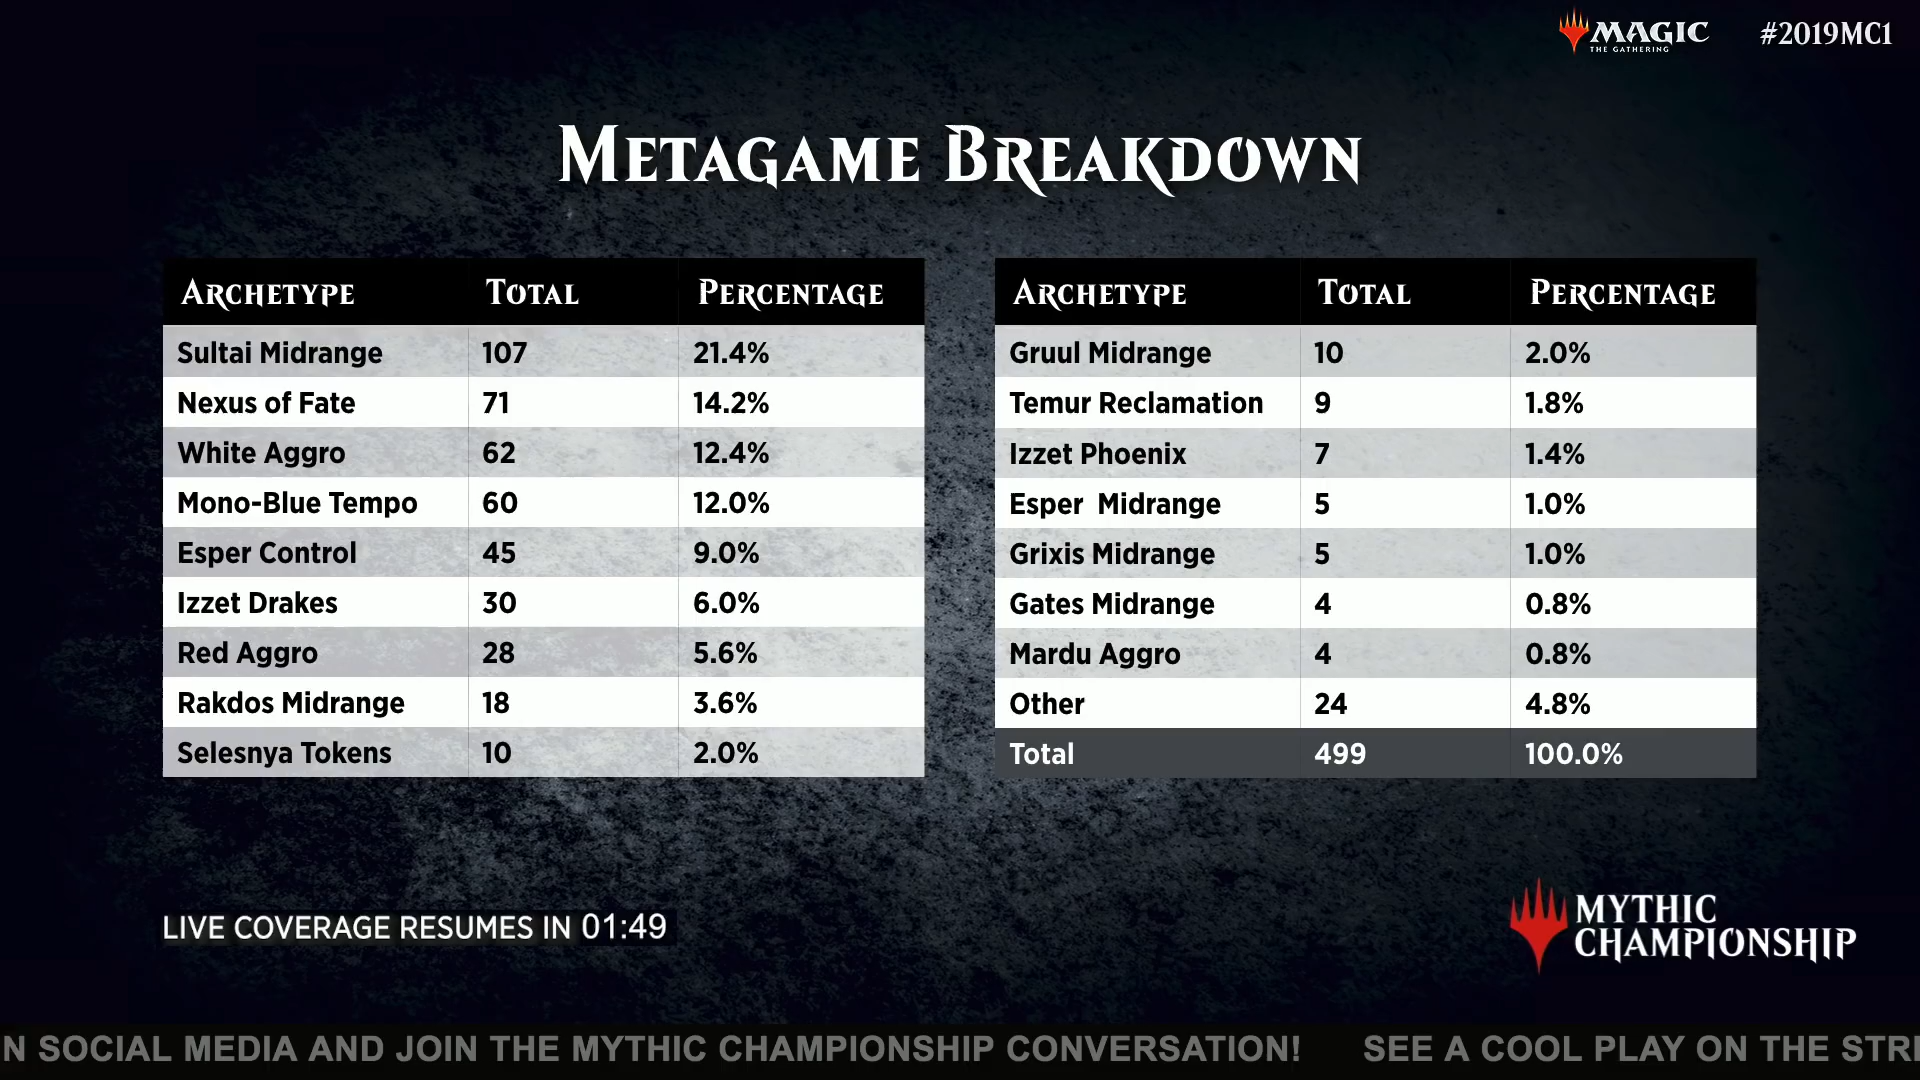 MAGIC
THE GATHERING
#2019MC1
METAGAME BREAKDOWN
ARCHETYPE TOTAL PERCENTAGE
Sultai Midrange 107 21.4%
Nexus of Fate 71 14.2%
White Aggro 62 12.4%
Mono-Blue Tempo 60 12.0%
Esper Control 45 9.0%
Izzet Drakes 30 6.0%
Red Aggro 28 5.6%
Rakdos Midrange 18 3.6%
Selesnya Tokens 10 2.0%
ARCHETYPE TOTAL PERCENTAGE
Gruul Midrange 10 2.0%
Temur Reclamation 9 1.8%
Izzet Phoenix 7 1.4%
Esper  Midrange 5 1.0%
Grixis Midrange 5 1.0%
Gates Midrange 4 0.8%
Mardu Aggro 4 0.8%
Other 24 4.8%
Total 499 100.0%
LIVE COVERAGE RESUMES IN 01:49
MYTHIC
CHAMPIONSHIP
N SOCIAL MEDIA AND JOIN THE MYTHIC CHAMPIONSHIP CONVERSATION! SEE A COOL PLAY ON THE STR